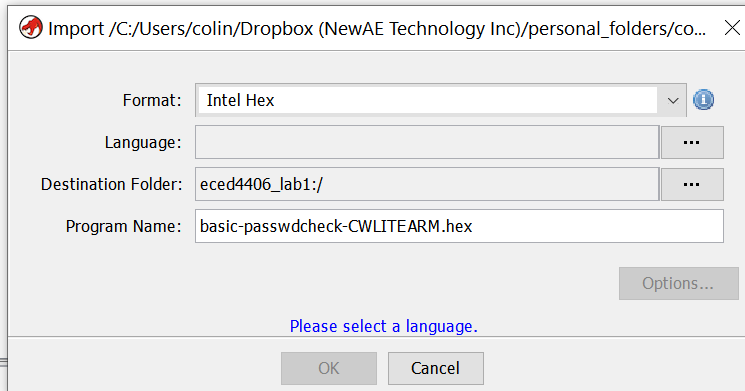 Import /C:/Users/colin/Dropbox (NewAE Technology Inc)/personal_folders/co...
Format: Intel Hex
Language: ...
Destination Folder: eced4406_lab1:/ ...
Program Name: basic-passwdcheck-CWLITEARM.hex
Options...
Please select a language.
OK Cancel